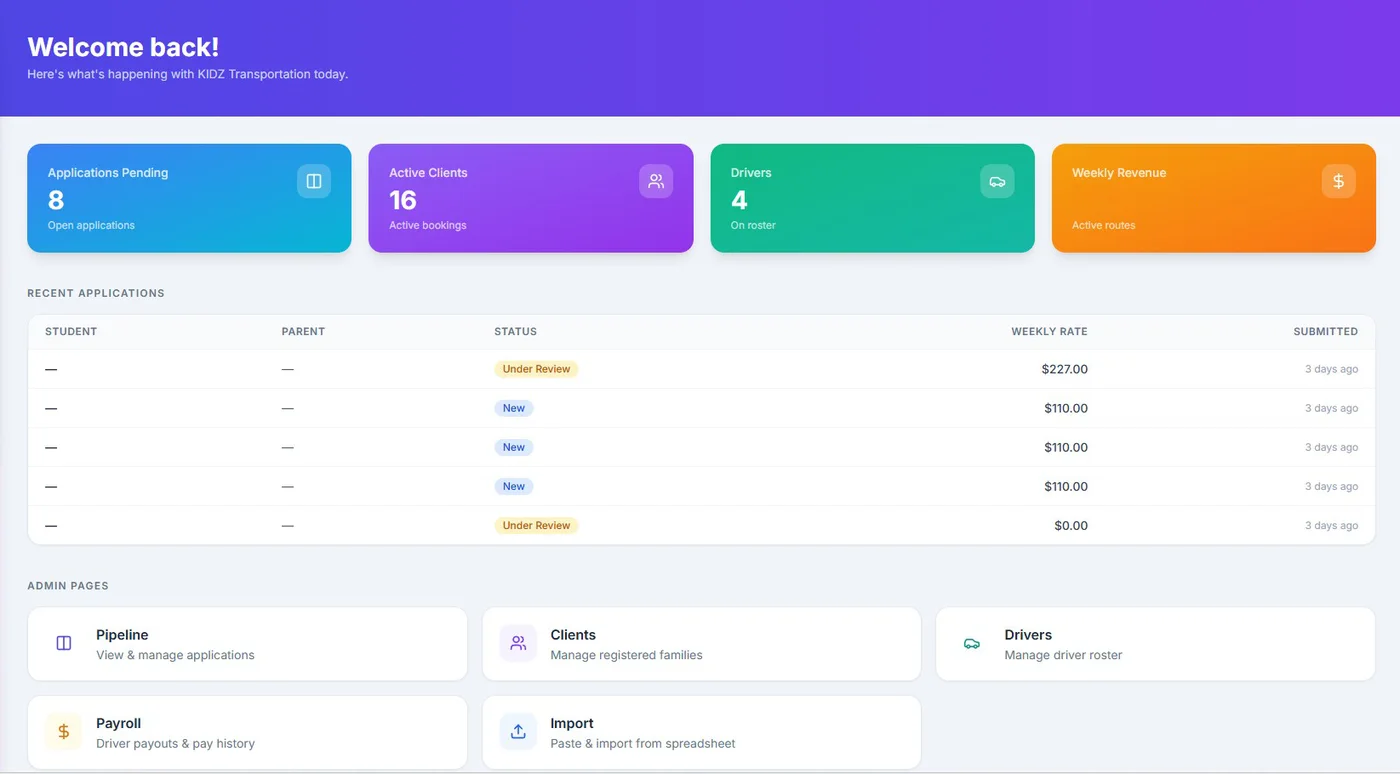 Welcome back!
Here's what's happening with KIDZ Transportation today.
Applications Pending
8
Open applications
Active Clients
16
Active bookings
Drivers
4
On roster
Weekly Revenue
$
Active routes
RECENT APPLICATIONS
STUDENT PARENT STATUS WEEKLY RATE SUBMITTED
— — Under Review $227.00 3 days ago
— — New $110.00 3 days ago
— — New $110.00 3 days ago
— — New $110.00 3 days ago
— — Under Review $0.00 3 days ago
ADMIN PAGES
Pipeline
View & manage applications
Clients
Manage registered families
Drivers
Manage driver roster
$
Payroll
Driver payouts & pay history
Import
Paste & import from spreadsheet